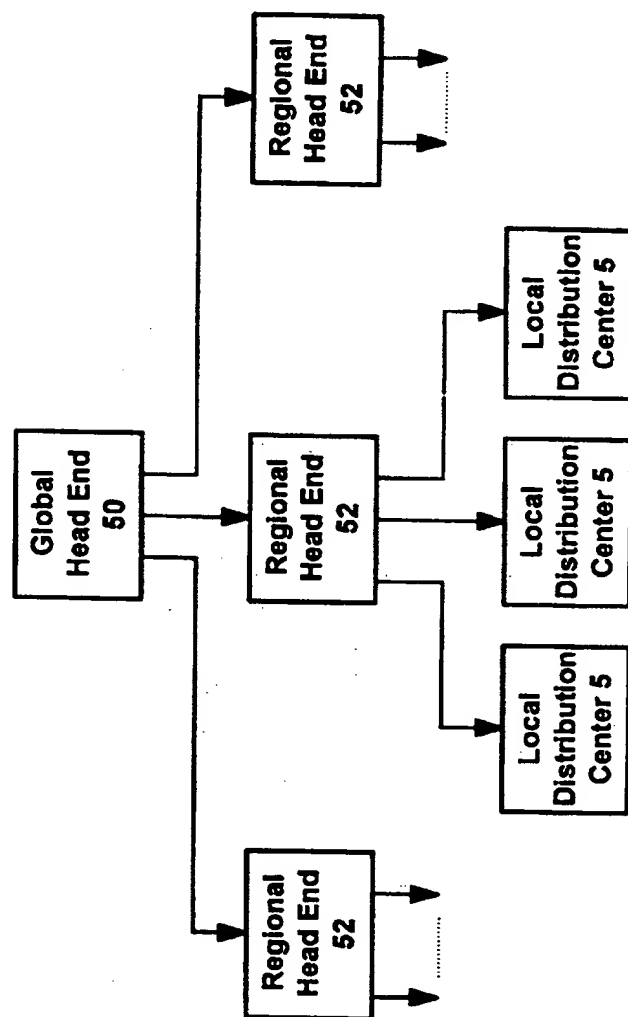 Global
Head End
50
Regional
Head End
52
Regional
Head End
52
Regional
Head End
52
Local
Distribution
Center 5
Local
Distribution
Center 5
Local
Distribution
Center 5